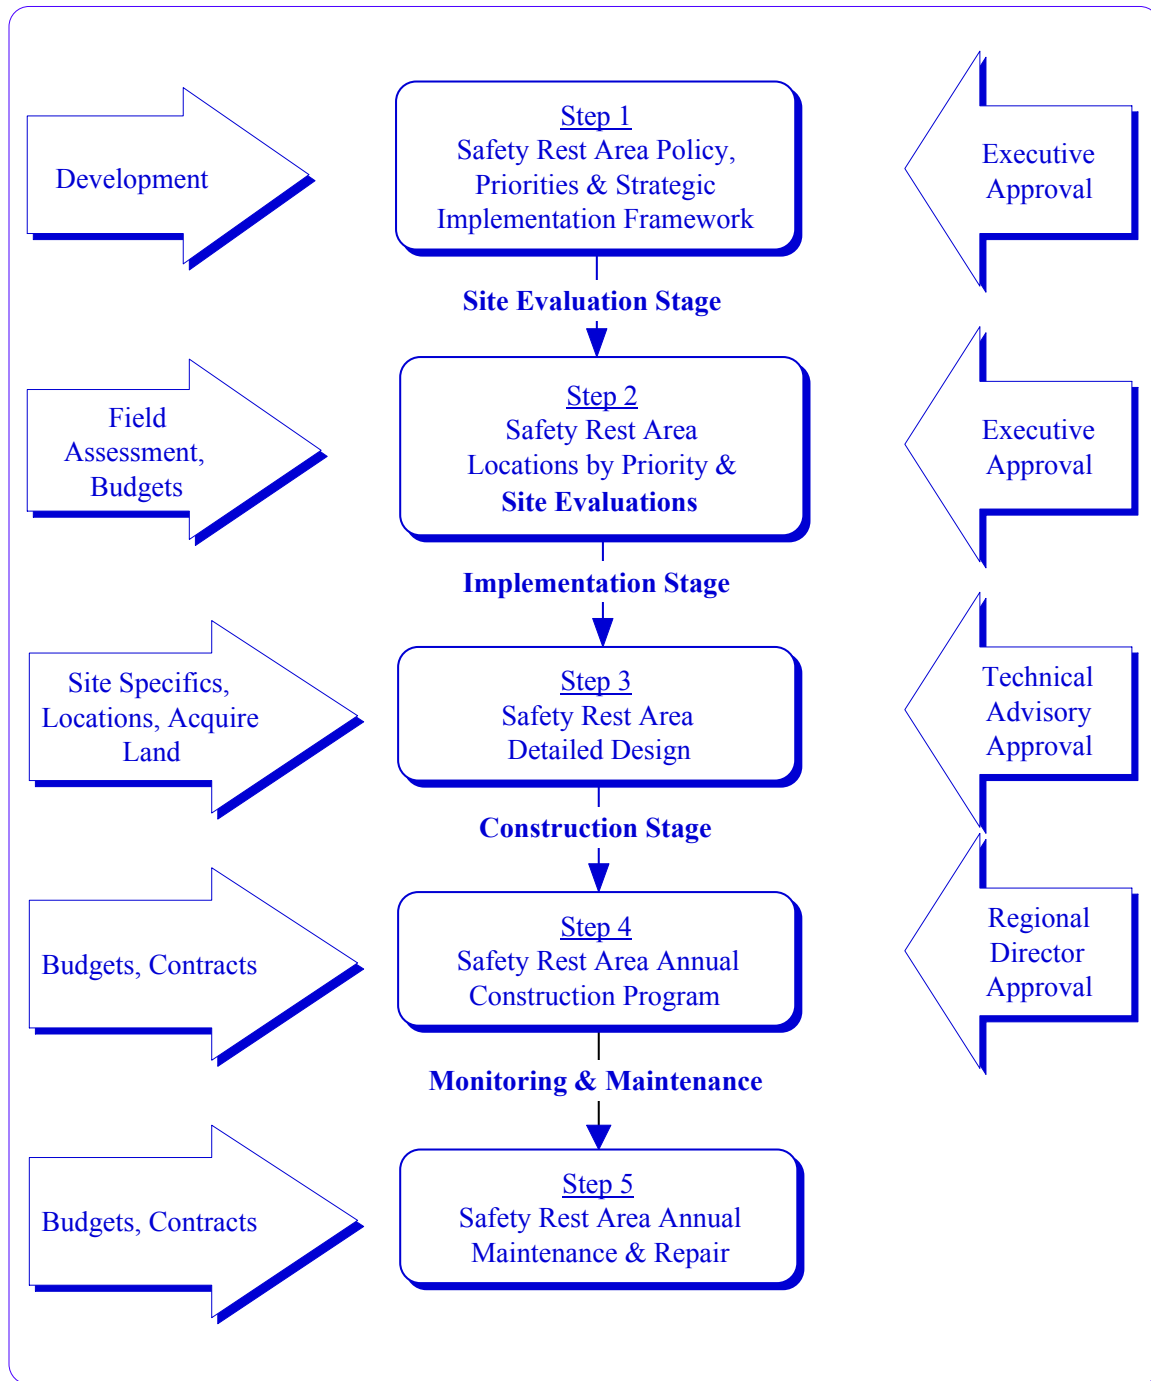 Development
Step 1
Safety Rest Area Policy,
Priorities & Strategic
Implementation Framework
Executive
Approval
Site Evaluation Stage
Field
Assessment,
Budgets
Step 2
Safety Rest Area
Locations by Priority &
Site Evaluations
Executive
Approval
Implementation Stage
Site Specifics,
Locations, Acquire
Land
Step 3
Safety Rest Area
Detailed Design
Technical
Advisory
Approval
Construction Stage
Budgets, Contracts
Step 4
Safety Rest Area Annual
Construction Program
Regional
Director
Approval
Monitoring & Maintenance
Budgets, Contracts
Step 5
Safety Rest Area Annual
Maintenance & Repair